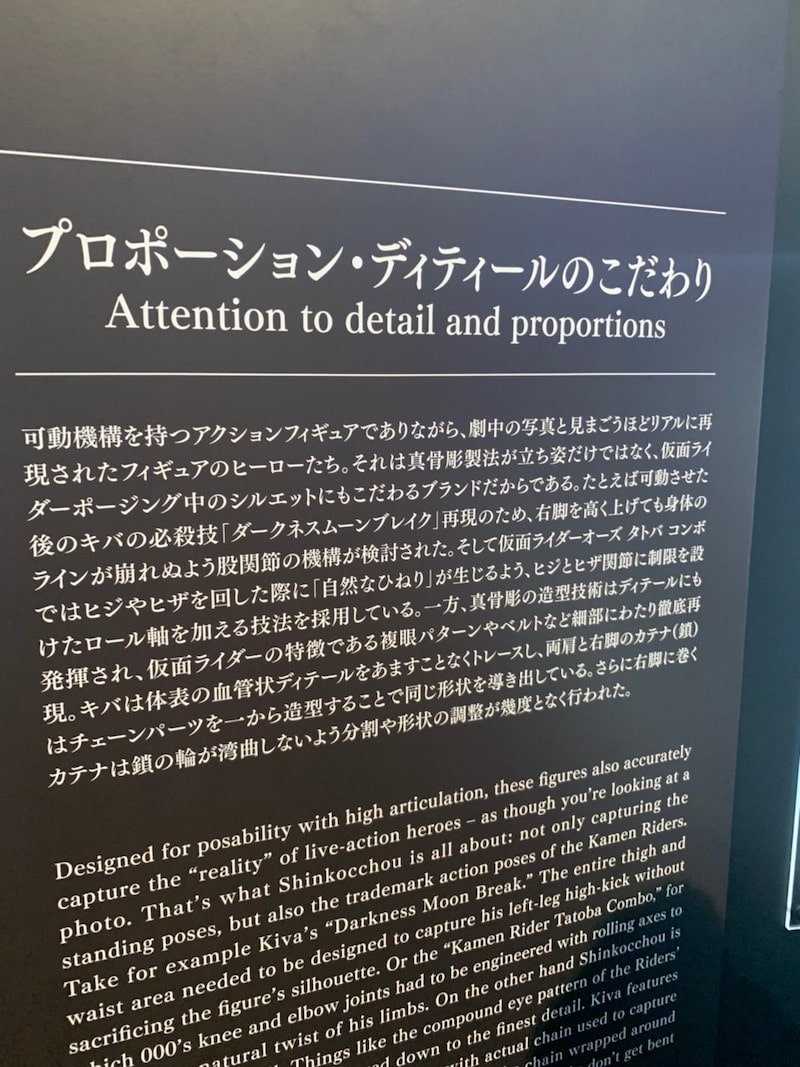 プロポーション・ディティールのこだわり
Attention to detail and proportions
可動機構を持つアクションフィギュアでありながら、劇中の写真と見まごうほどリアルに再
現されたフィギュアのヒーローたち。それは真骨彫製法が立ち姿だけではなく、仮面ライ
ダーポージング中のシルエットにもこだわるブランドだからである。たとえば可動させた
後のキバの必殺技「ダークネスムーンブレイク」再現のため、右脚を高く上げても身体の
ラインが崩れぬよう股関節の機構が検討された。そして仮面ライダーオーズ タトバ コンボ
ではヒジやヒザを回した際に「自然なひねり」が生じるよう、ヒジとヒザ関節に制限を設
けたロール軸を加える技法を採用している。一方、真骨彫の造型技術はディテールにも
発揮され、仮面ライダーの特徴である複眼パターンやベルトなど細部にわたり徹底再
現。キバは体表の血管状ディテールをあますことなくトレースし、両肩と右脚のカテナ(鎖)
はチェーンパーツを一から造型することで同じ形状を導き出している。さらに右脚に巻く
カテナは鎖の輪が湾曲しないよう分割や形状の調整が幾度となく行われた。
Designed for posability with high articulation, these figures also accurately
capture the “reality” of live-action heroes – as though you’re looking at a
photo. That’s what Shinkocchou is all about: not only capturing the
standing poses, but also the trademark action poses of the Kamen Riders.
Take for example Kiva’s “Darkness Moon Break.” The entire thigh and
waist area needed to be designed to capture his left-leg high-kick without
sacrificing the figure’s silhouette. Or the “Kamen Rider Tatoba Combo,” for
which 000’s knee and elbow joints had to be engineered with rolling axes to
natural twist of his limbs. On the other hand Shinkocchou is
Things like the compound eye pattern of the Riders’
down to the finest detail. Kiva features
with actual chain used to capture
chain wrapped around
don’t get bent